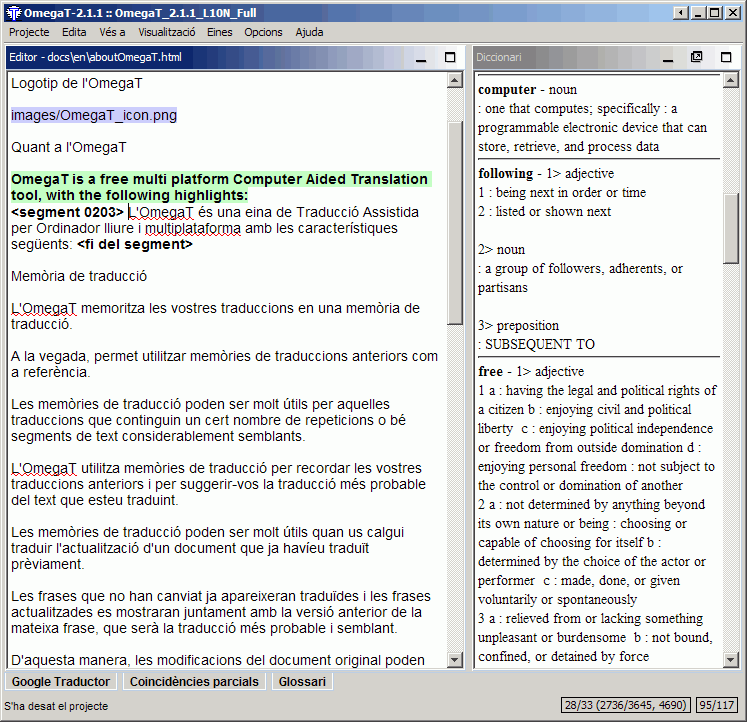 OmegaT-2.1.1 :: OmegaT_2.1.1_L10N_Full
Projecte Edita Vés a Visualització Eines Opcions Ajuda
Editor - docs\en\aboutOmegaT.html
Logotip de l'OmegaT
images/OmegaT_icon.png
Quant a l'OmegaT
OmegaT is a free multi platform Computer Aided Translation
tool, with the following highlights:
<segment 0203> L'OmegaT és una eina de Traducció Assistida
per Ordinador lliure i multiplataforma amb les característiques
següents: <fi del segment>
Memòria de traducció
L'OmegaT memoritza les vostres traduccions en una memòria de
traducció.
A la vegada, permet utilitzar memòries de traduccions anteriors com
a referència.
Les memòries de traducció poden ser molt útils per aquelles
traduccions que continguin un cert nombre de repeticions o bé
segments de text considerablement semblants.
L'OmegaT utilitza memòries de traducció per recordar les vostres
traduccions anteriors i per suggerir-vos la traducció més probable
del text que esteu traduint.
Les memòries de traducció poden ser molt útils quan us calgui
traduir l'actualització d'un document que ja havíeu traduït
prèviament.
Les frases que no han canviat ja apareixeran traduïdes i les frases
actualitzades es mostraran juntament amb la versió anterior de la
mateixa frase, que serà la traducció més probable i semblant.
D'aquesta manera, les modificacions del document original poden
Diccionari
computer - noun
: one that computes; specifically : a
programmable electronic device that can
store, retrieve, and process data
following - 1> adjective
1 : being next in order or time
2 : listed or shown next
2> noun
: a group of followers, adherents, or
partisans
3> preposition
: SUBSEQUENT TO
free - 1> adjective
1 a : having the legal and political rights of
a citizen b : enjoying civil and political
liberty c : enjoying political independence
or freedom from outside domination d :
enjoying personal freedom : not subject to
the control or domination of another
2 a : not determined by anything beyond
its own nature or being : choosing or
capable of choosing for itself b :
determined by the choice of the actor or
performer c : made, done, or given
voluntarily or spontaneously
3 a : relieved from or lacking something
unpleasant or burdensome b : not bound,
confined, or detained by force
Google Traductor Coincidències parcials Glossari
S'ha desat el projecte
28/33 (2736/3645, 4690) 95/117